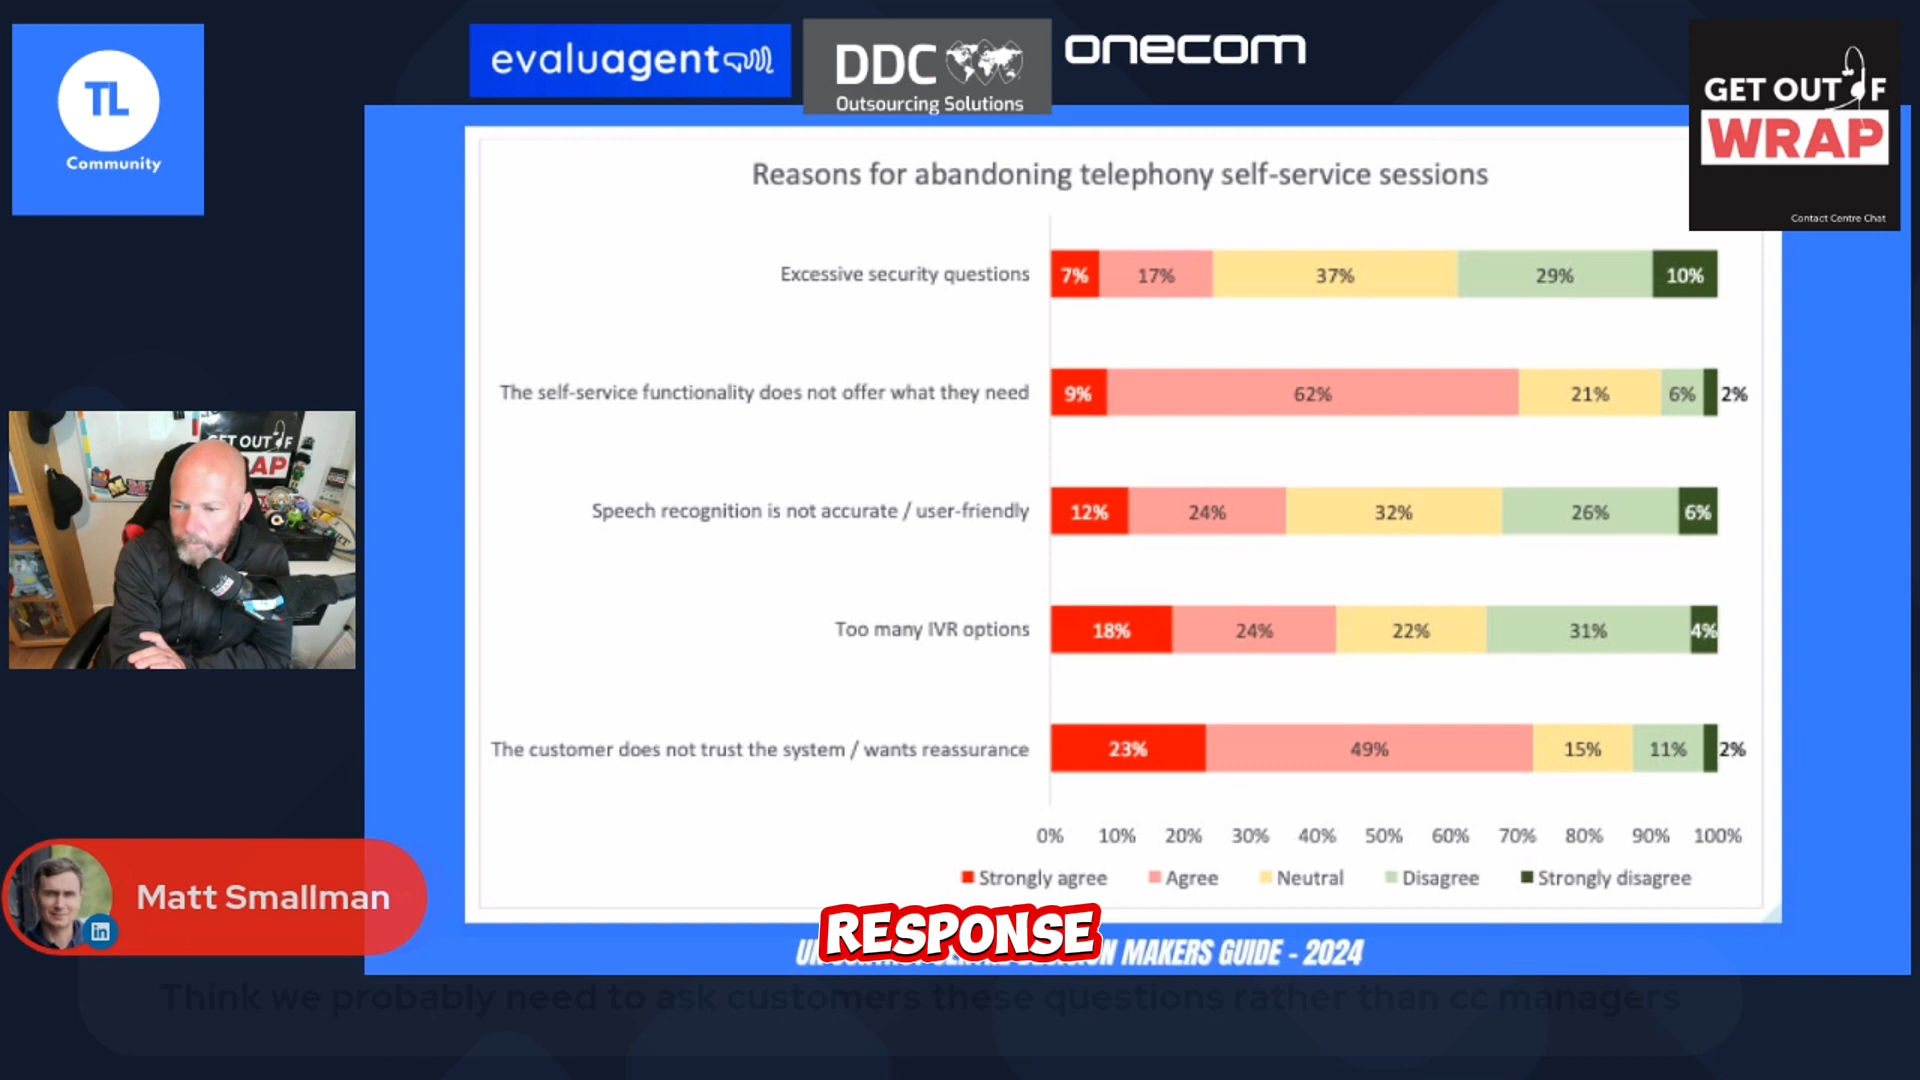 TL
Community
evaluagent
DDC
Outsourcing Solutions
onecom
GET OUT OF
WRAP
Contact Centre Chat
Reasons for abandoning telephony self-service sessions
Excessive security questions 7% 17% 37% 29% 10%
The self-service functionality does not offer what they need 9% 62% 21% 6% 2%
Speech recognition is not accurate / user-friendly 12% 24% 32% 26% 6%
Too many IVR options 18% 24% 22% 31% 4%
The customer does not trust the system / wants reassurance 23% 49% 15% 11% 2%
0% 10% 20% 30% 40% 50% 60% 70% 80% 90% 100%
Strongly agree Agree Neutral Disagree Strongly disagree
GET OUT OF
AP
Matt Smallman
in
RESPONSE
MAKERS GUIDE - 2024
Think we probably need to ask customers these questions rather than cc managers